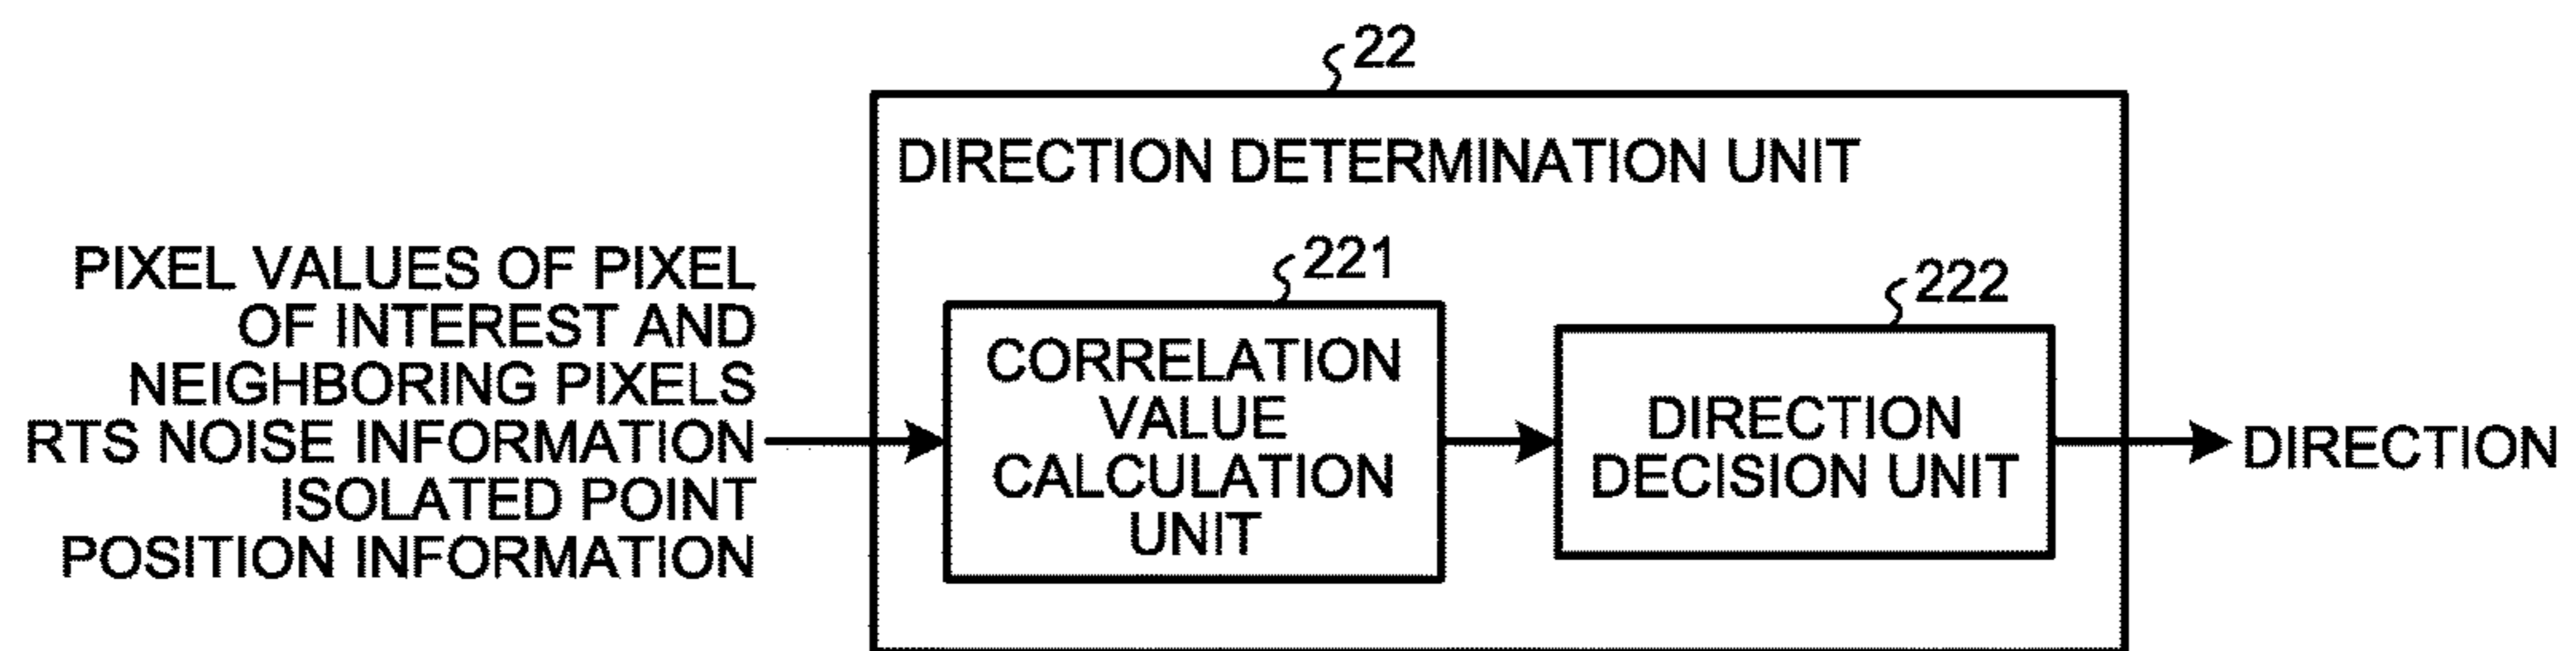 22
DIRECTION DETERMINATION UNIT
PIXEL VALUES OF PIXEL
OF INTEREST AND
NEIGHBORING PIXELS
RTS NOISE INFORMATION
ISOLATED POINT
POSITION INFORMATION
221
CORRELATION
VALUE
CALCULATION
UNIT
222
DIRECTION
DECISION UNIT
DIRECTION